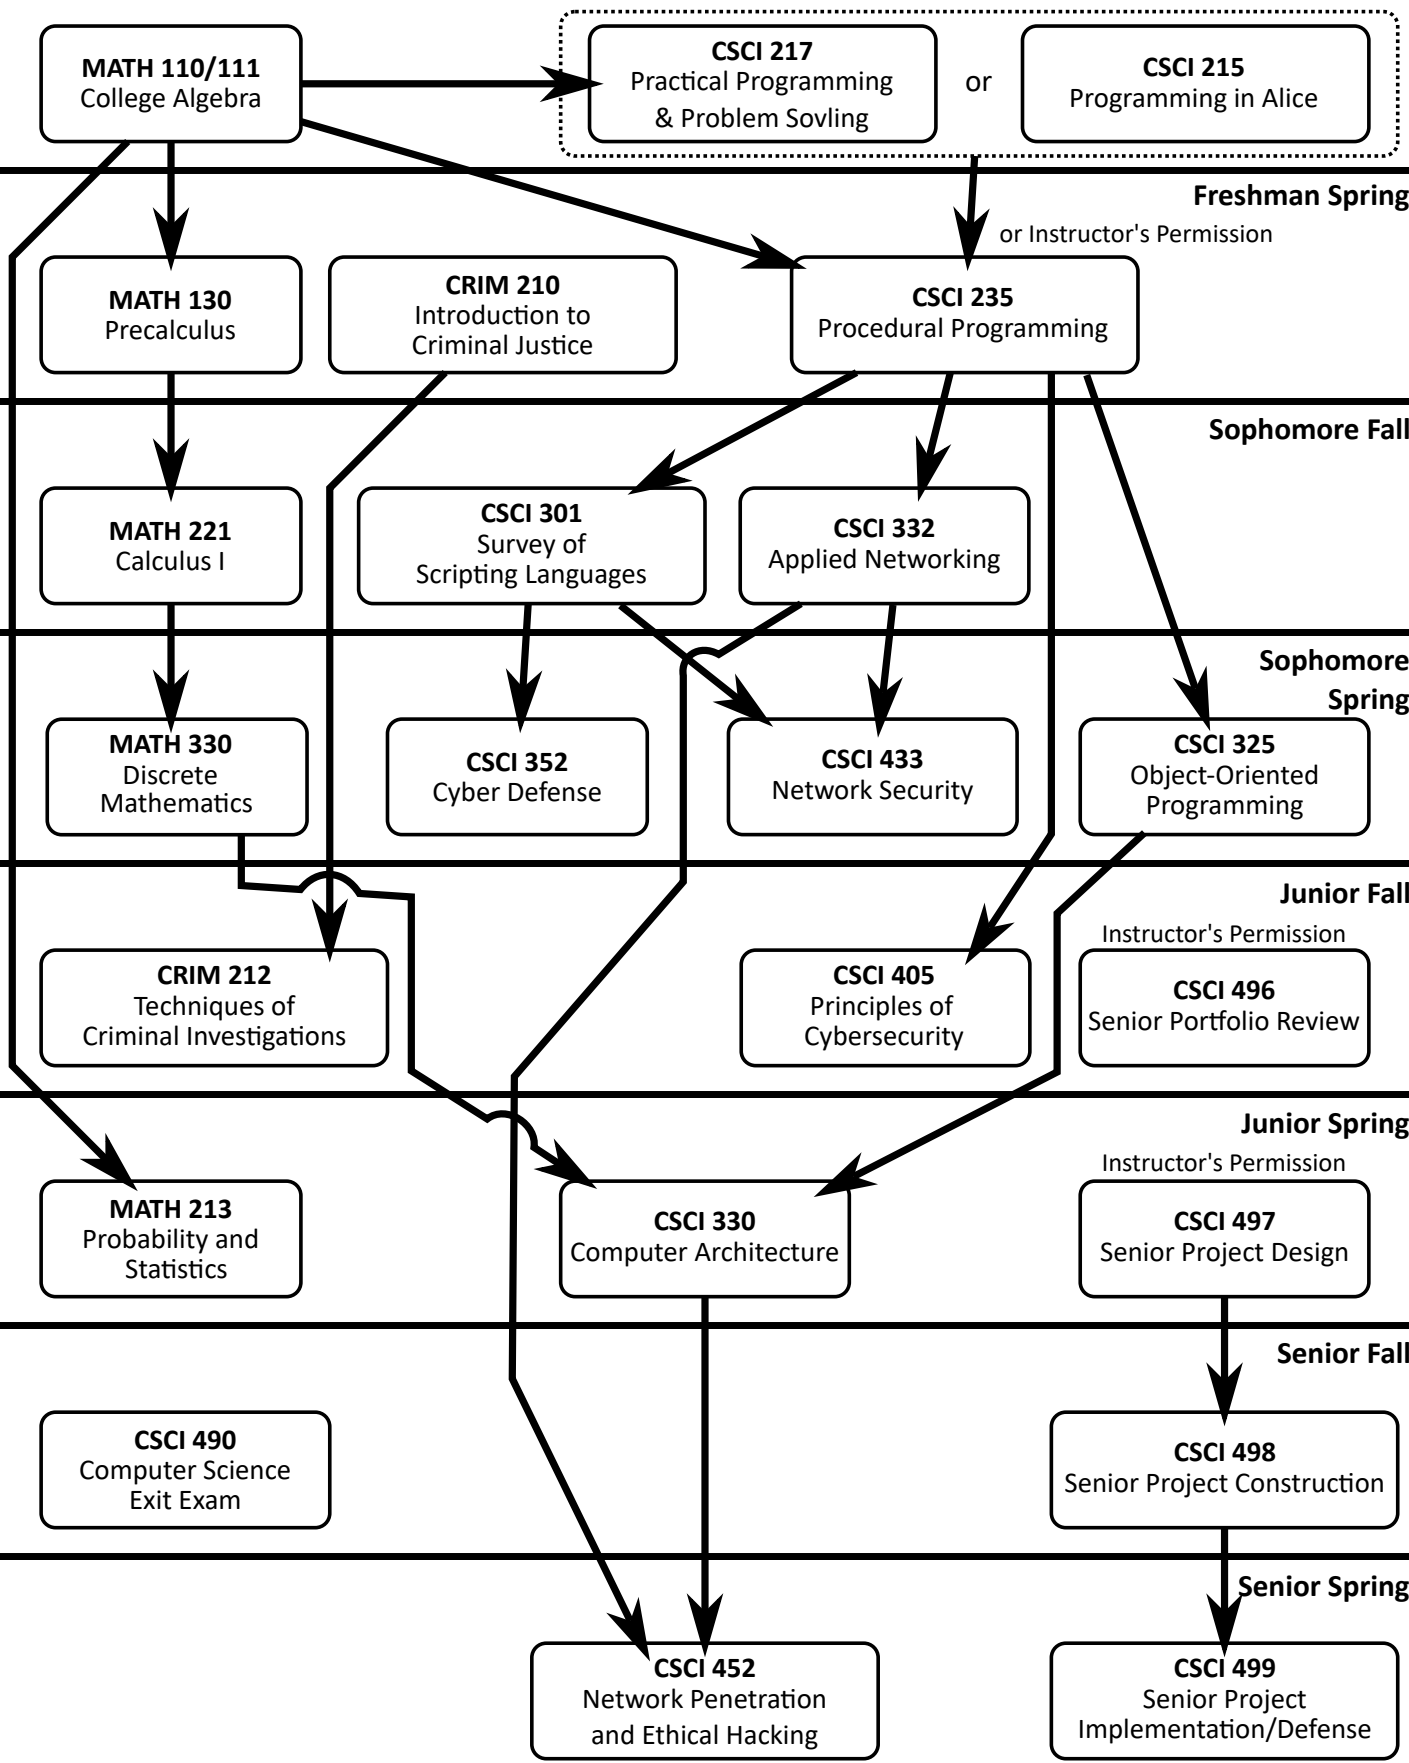 MATH 110/111
College Algebra
CSCI 217
Practical Programming
& Problem Sovling
or
CSCI 215
Programming in Alice
Freshman Spring
or Instructor's Permission
MATH 130
Precalculus
CRIM 210
Introduction to
Criminal Justice
CSCI 235
Procedural Programming
Sophomore Fall
MATH 221
Calculus I
CSCI 301
Survey of
Scripting Languages
CSCI 332
Applied Networking
Sophomore
Spring
MATH 330
Discrete
Mathematics
CSCI 352
Cyber Defense
CSCI 433
Network Security
CSCI 325
Object-Oriented
Programming
Junior Fall
Instructor's Permission
CRIM 212
Techniques of
Criminal Investigations
CSCI 405
Principles of
Cybersecurity
CSCI 496
Senior Portfolio Review
Junior Spring
Instructor's Permission
MATH 213
Probability and
Statistics
CSCI 330
Computer Architecture
CSCI 497
Senior Project Design
Senior Fall
CSCI 490
Computer Science
Exit Exam
CSCI 498
Senior Project Construction
Senior Spring
CSCI 452
Network Penetration
and Ethical Hacking
CSCI 499
Senior Project
Implementation/Defense